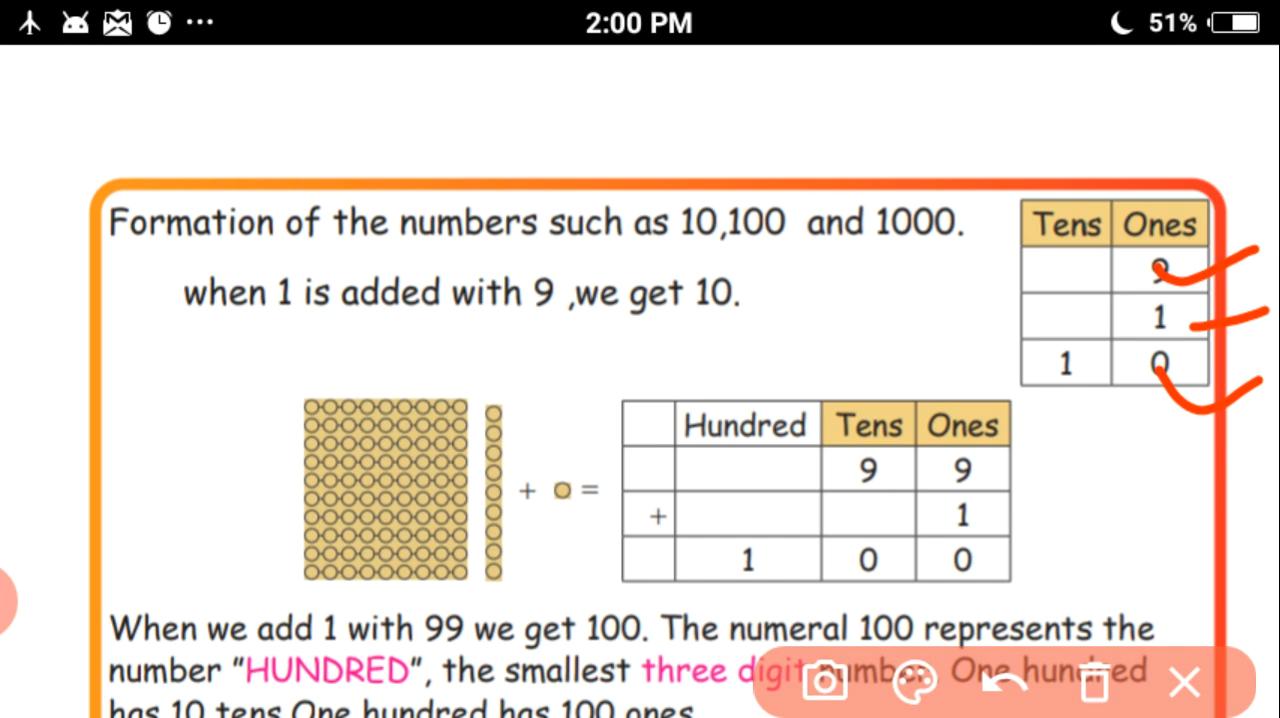 2:00 PM
51%
Formation of the numbers such as 10,100 and 1000.
when 1 is added with 9 ,we get 10.
Tens Ones
9
1
1 0
+ =
Hundred Tens Ones
9 9
+ 1
1 0 0
When we add 1 with 99 we get 100. The numeral 100 represents the
number "HUNDRED", the smallest three digit number. One hundred
has 10 tens.One hundred has 100 ones.